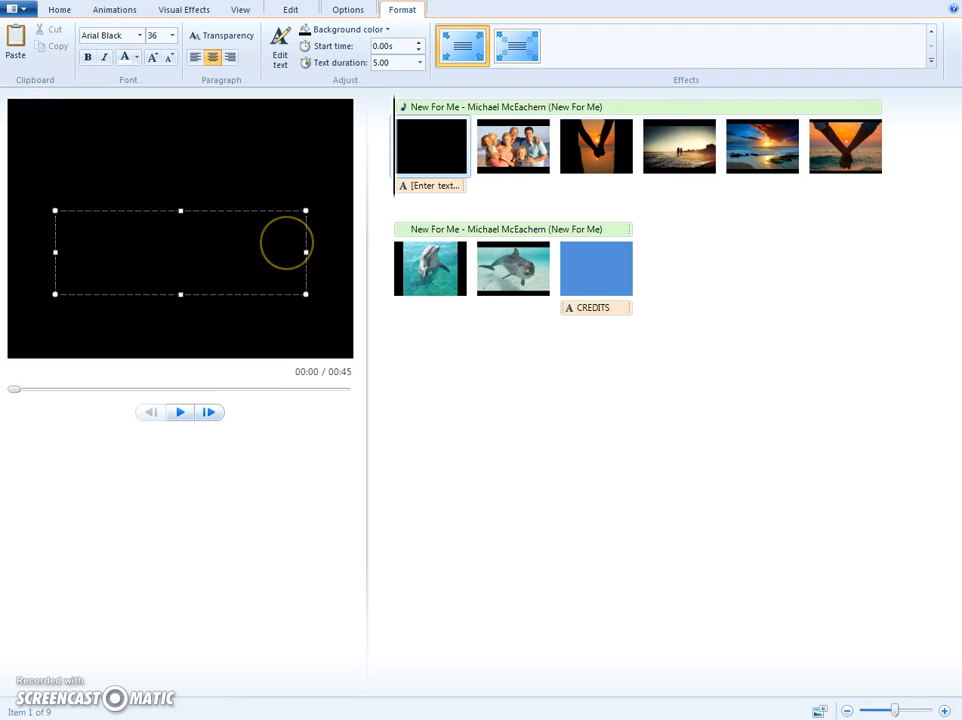 Home Animations Visual Effects View Edit Options Format
Cut
Copy
Paste
Clipboard
Arial Black 36
B I A A A
Font
Transparency
Paragraph
Edit text
Background color
Start time: 0.00s
Text duration: 5.00
Adjust
Effects
New For Me - Michael McEachern (New For Me)
A [Enter text...
New For Me - Michael McEachern (New For Me)
A CREDITS
00:00 / 00:45
Recorded with
SCREENCAST MATIC
Item 1 of 9